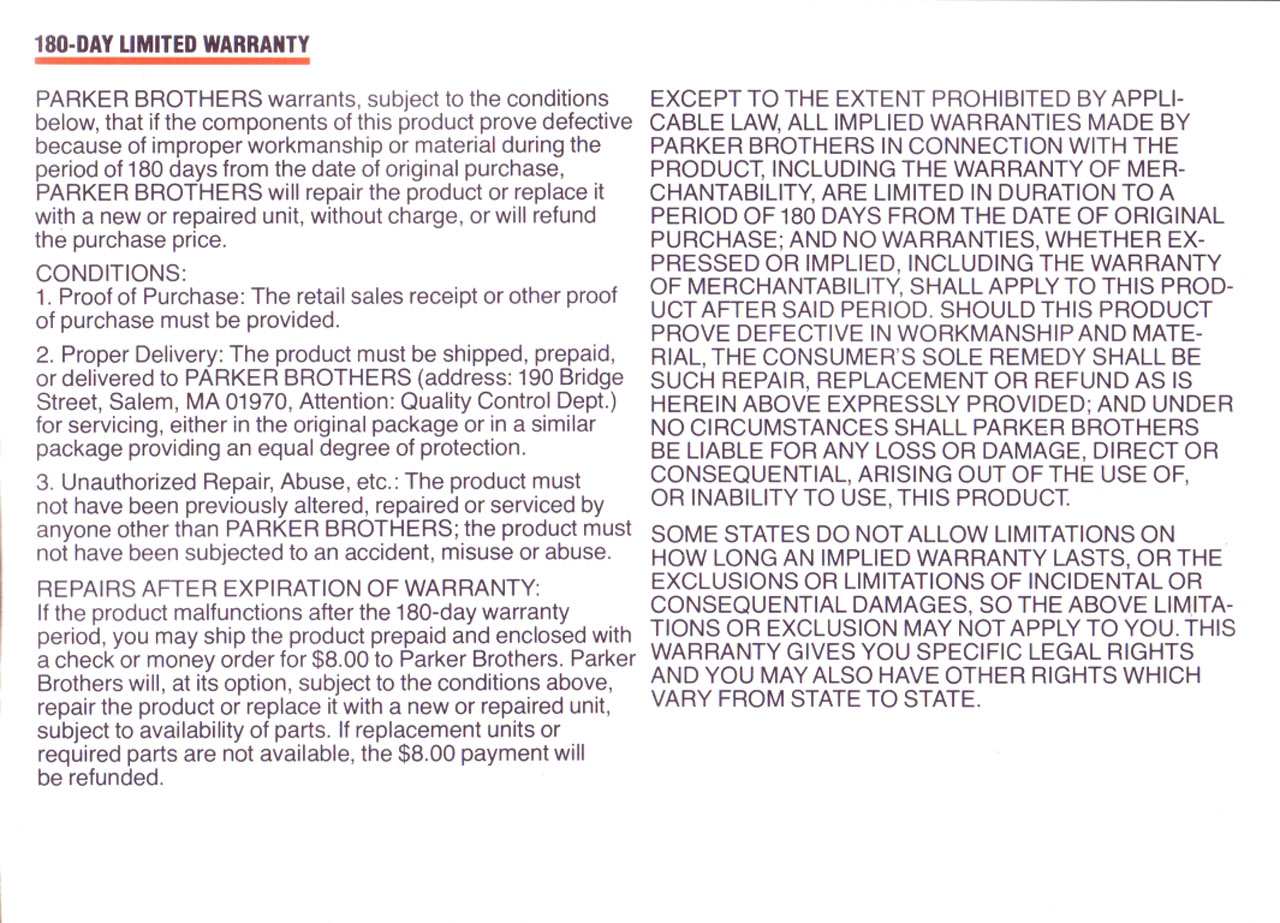 180-DAY LIMITED WARRANTY
PARKER BROTHERS warrants, subject to the conditions
below, that if the components of this product prove defective
because of improper workmanship or material during the
period of 180 days from the date of original purchase,
PARKER BROTHERS will repair the product or replace it
with a new or repaired unit, without charge, or will refund
the purchase price.
CONDITIONS:
1. Proof of Purchase: The retail sales receipt or other proof
of purchase must be provided.
2. Proper Delivery: The product must be shipped, prepaid,
or delivered to PARKER BROTHERS (address: 190 Bridge
Street, Salem, MA 01970, Attention: Quality Control Dept.)
for servicing, either in the original package or in a similar
package providing an equal degree of protection.
3. Unauthorized Repair, Abuse, etc.: The product must
not have been previously altered, repaired or serviced by
anyone other than PARKER BROTHERS; the product must
not have been subjected to an accident, misuse or abuse.
REPAIRS AFTER EXPIRATION OF WARRANTY:
If the product malfunctions after the 180-day warranty
period, you may ship the product prepaid and enclosed with
a check or money order for $8.00 to Parker Brothers. Parker
Brothers will, at its option, subject to the conditions above,
repair the product or replace it with a new or repaired unit,
subject to availability of parts. If replacement units or
required parts are not available, the $8.00 payment will
be refunded.
EXCEPT TO THE EXTENT PROHIBITED BY APPLI-
CABLE LAW, ALL IMPLIED WARRANTIES MADE BY
PARKER BROTHERS IN CONNECTION WITH THE
PRODUCT, INCLUDING THE WARRANTY OF MER-
CHANTABILITY, ARE LIMITED IN DURATION TO A
PERIOD OF 180 DAYS FROM THE DATE OF ORIGINAL
PURCHASE; AND NO WARRANTIES, WHETHER EX-
PRESSED OR IMPLIED, INCLUDING THE WARRANTY
OF MERCHANTABILITY, SHALL APPLY TO THIS PROD-
UCT AFTER SAID PERIOD. SHOULD THIS PRODUCT
PROVE DEFECTIVE IN WORKMANSHIP AND MATE-
RIAL, THE CONSUMER'S SOLE REMEDY SHALL BE
SUCH REPAIR, REPLACEMENT OR REFUND AS IS
HEREIN ABOVE EXPRESSLY PROVIDED; AND UNDER
NO CIRCUMSTANCES SHALL PARKER BROTHERS
BE LIABLE FOR ANY LOSS OR DAMAGE, DIRECT OR
CONSEQUENTIAL, ARISING OUT OF THE USE OF,
OR INABILITY TO USE, THIS PRODUCT.
SOME STATES DO NOT ALLOW LIMITATIONS ON
HOW LONG AN IMPLIED WARRANTY LASTS, OR THE
EXCLUSIONS OR LIMITATIONS OF INCIDENTAL OR
CONSEQUENTIAL DAMAGES, SO THE ABOVE LIMITA-
TIONS OR EXCLUSION MAY NOT APPLY TO YOU. THIS
WARRANTY GIVES YOU SPECIFIC LEGAL RIGHTS
AND YOU MAY ALSO HAVE OTHER RIGHTS WHICH
VARY FROM STATE TO STATE.